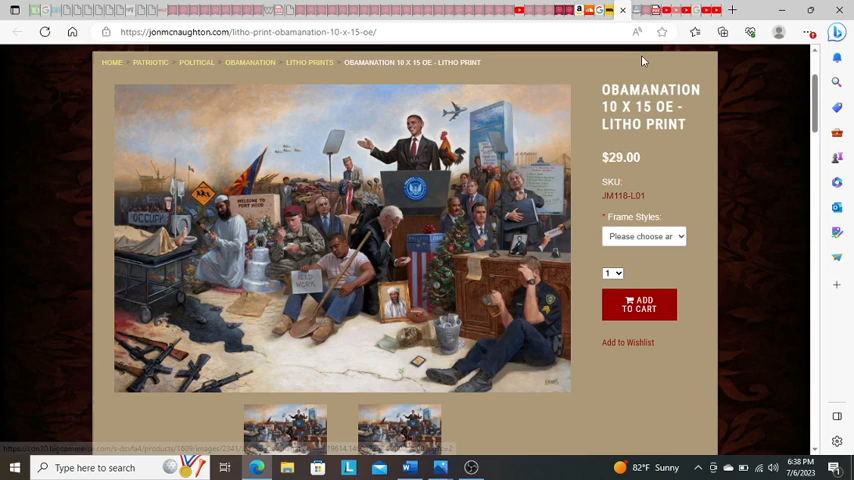 https://jonmcnaughton.com/litho-print-obamanation-10-x-15-oe/
HOME PATRIOTIC POLITICAL OBAMANATION LITHO PRINTS OBAMANATION 10 X 15 OE - LITHO PRINT
OBAMANATION
10 X 15 OE -
LITHO PRINT
$29.00
SKU:
JM118-L01
* Frame Styles:
Please choose ar
1
ADD
TO CART
Add to Wishlist
WELCOME TO
FORT HOOD
OCCUPY
NEED
WORK
Type here to search
82°F Sunny
6:38 PM
7/6/2023